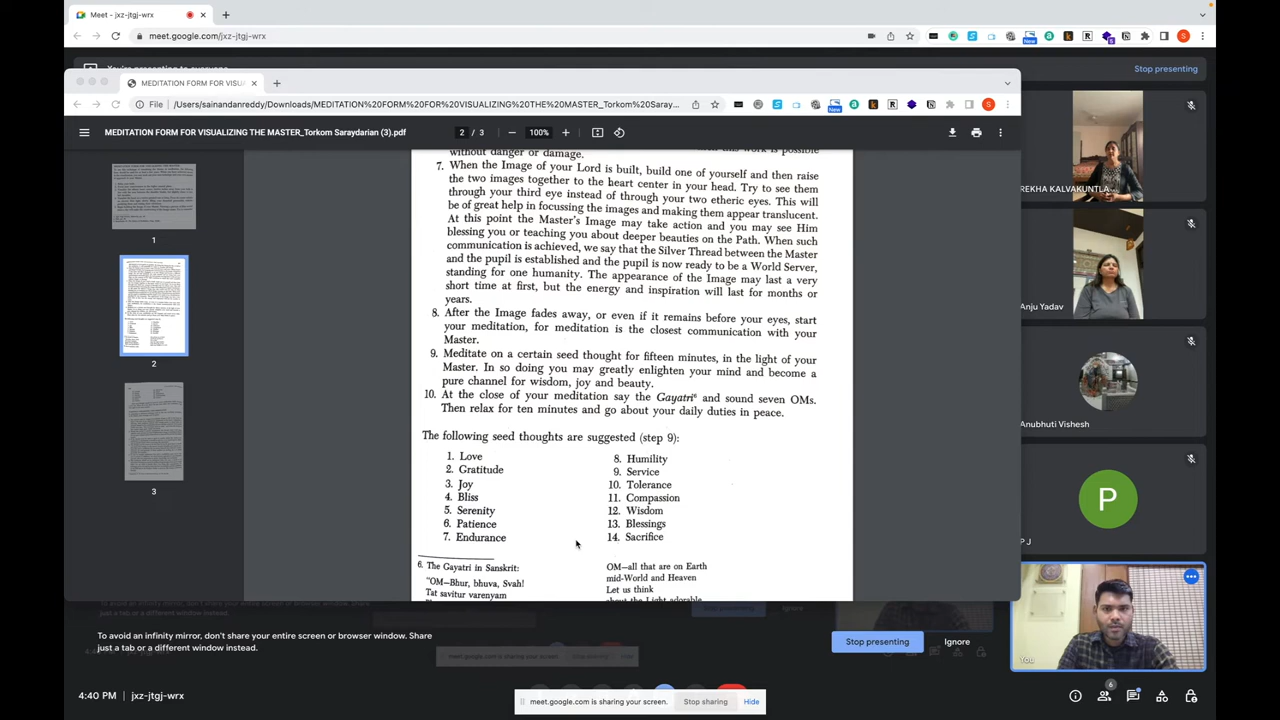 Meet - jxz-jtgj-wrx
meet.google.com/jxz-jtgj-wrx
New
S
Stop presenting
MEDITATION FORM FOR VISUA
File
/Users/sainandanreddy/Downloads/MEDITATION%20FORM%20FOR%20VISUALIZING%20THE%20MASTER_Torkom%20Saray...
New
S
MEDITATION FORM FOR VISUALIZING THE MASTER_Torkom Saraydarian (3).pdf
2 / 3
100%
1
2
3
without danger or damage.
7. When the Image of your Lord is built, build one of yourself and then raise
the two images together to the heart center in your head. Try to see them
through your third eye instead of through your two etheric eyes. This will
be of great help in focussing the images and making them appear translucent.
At this point the Master's Image may take action and you may see Him
blessing you or teaching you about deeper beauties on the Path. When such
communication is achieved, we say that the Silver Thread between the Master
and the pupil is established and the pupil is now ready to be a World Server,
standing for one humanity. The appearance of the Image may last a very
short time at first, but the energy and inspiration will last for months or
years.
8. After the Image fades away, or even if it remains before your eyes, start
your meditation, for meditation is the closest communication with your
Master.
9. Meditate on a certain seed thought for fifteen minutes, in the light of your
Master. In so doing you may greatly enlighten your mind and become a
pure channel for wisdom, joy and beauty.
10. At the close of your meditation say the Gayatri⁶ and sound seven OMs.
Then relax for ten minutes and go about your daily duties in peace.
The following seed thoughts are suggested (step 9):
1. Love
2. Gratitude
3. Joy
4. Bliss
5. Serenity
6. Patience
7. Endurance
8. Humility
9. Service
10. Tolerance
11. Compassion
12. Wisdom
13. Blessings
14. Sacrifice
6. The Gayatri in Sanskrit:
"OM—Bhur, bhuva, Svah!
Tat savitur varenyam
OM—all that are on Earth
mid-World and Heaven
Let us think
about the Light adorable
REKHA KALVAKUNTLA
Anju Yadav
Anubhuti Vishesh
P
P J
You
To avoid an infinity mirror, don't share your entire screen or browser window. Share
just a tab or a different window instead.
Stop presenting
Ignore
meet.google.com is sharing your screen.
Stop sharing
Hide
4:40 PM
jxz-jtgj-wrx
6